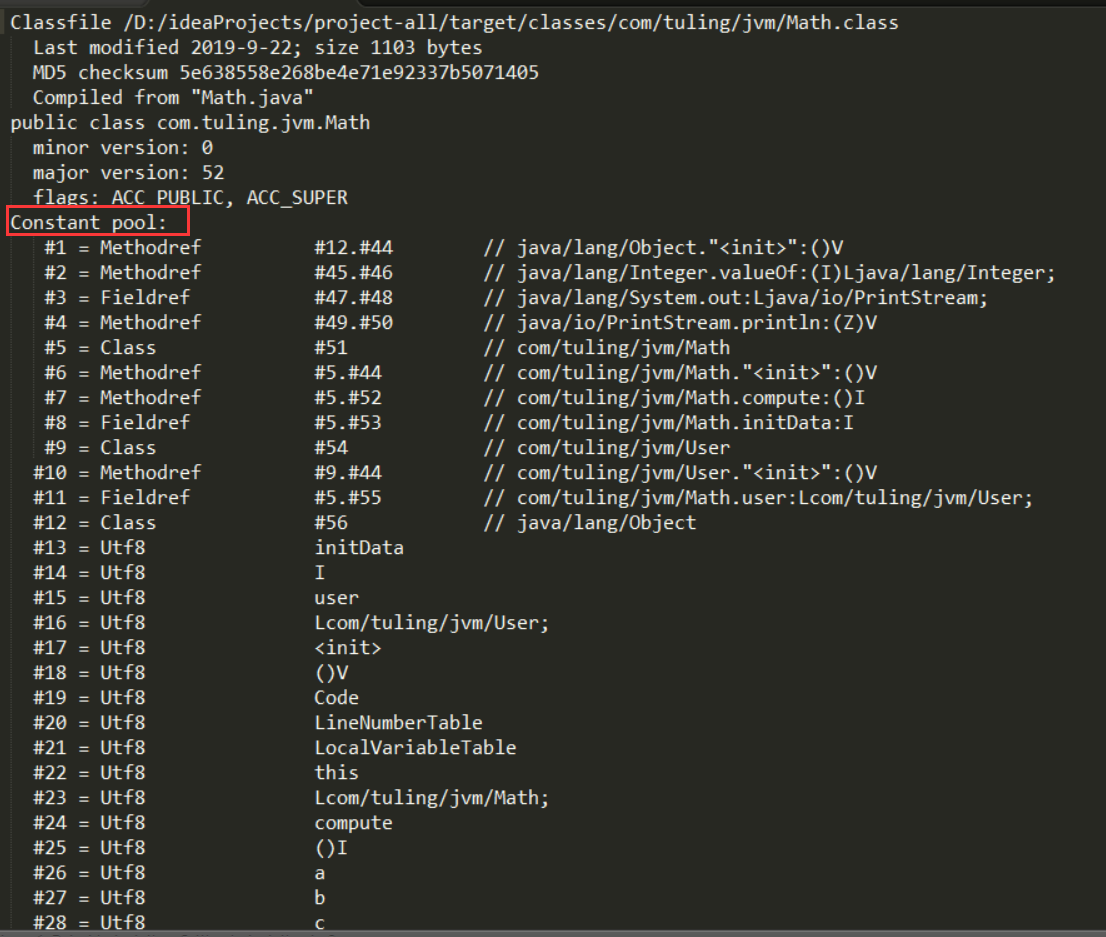 Classfile /D:/ideaProjects/project-all/target/classes/com/tuling/jvm/Math.class
  Last modified 2019-9-22; size 1103 bytes
  MD5 checksum 5e638558e268be4e71e92337b5071405
  Compiled from "Math.java"
public class com.tuling.jvm.Math
  minor version: 0
  major version: 52
  flags: ACC_PUBLIC, ACC_SUPER
Constant pool:
   #1 = Methodref          #12.#44        // java/lang/Object."<init>":()V
   #2 = Methodref          #45.#46        // java/lang/Integer.valueOf:(I)Ljava/lang/Integer;
   #3 = Fieldref           #47.#48        // java/lang/System.out:Ljava/io/PrintStream;
   #4 = Methodref          #49.#50        // java/io/PrintStream.println:(Z)V
   #5 = Class              #51            // com/tuling/jvm/Math
   #6 = Methodref          #5.#44         // com/tuling/jvm/Math."<init>":()V
   #7 = Methodref          #5.#52         // com/tuling/jvm/Math.compute:()I
   #8 = Fieldref           #5.#53         // com/tuling/jvm/Math.initData:I
   #9 = Class              #54            // com/tuling/jvm/User
  #10 = Methodref          #9.#44         // com/tuling/jvm/User."<init>":()V
  #11 = Fieldref           #5.#55         // com/tuling/jvm/Math.user:Lcom/tuling/jvm/User;
  #12 = Class              #56            // java/lang/Object
  #13 = Utf8               initData
  #14 = Utf8               I
  #15 = Utf8               user
  #16 = Utf8               Lcom/tuling/jvm/User;
  #17 = Utf8               <init>
  #18 = Utf8               ()V
  #19 = Utf8               Code
  #20 = Utf8               LineNumberTable
  #21 = Utf8               LocalVariableTable
  #22 = Utf8               this
  #23 = Utf8               Lcom/tuling/jvm/Math;
  #24 = Utf8               compute
  #25 = Utf8               ()I
  #26 = Utf8               a
  #27 = Utf8               b
  #28 = Utf8               c